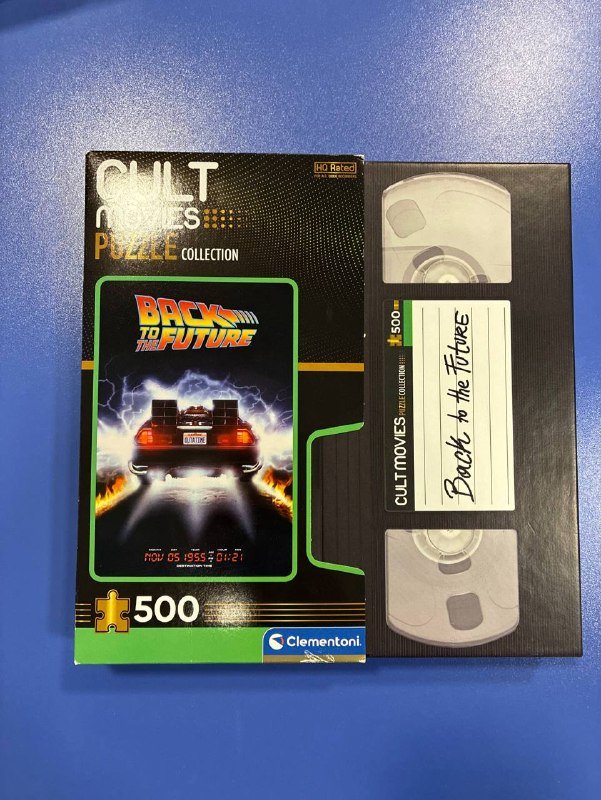 CULT
MOVIES
PUZZLE COLLECTION
HQ Rated
BACK
TO THE FUTURE
OUTATIME
NOV 05 1955 01:21
DESTINATION TIME
500
Clementoni
500
CULT MOVIES PUZZLE COLLECTION
Back to the Future